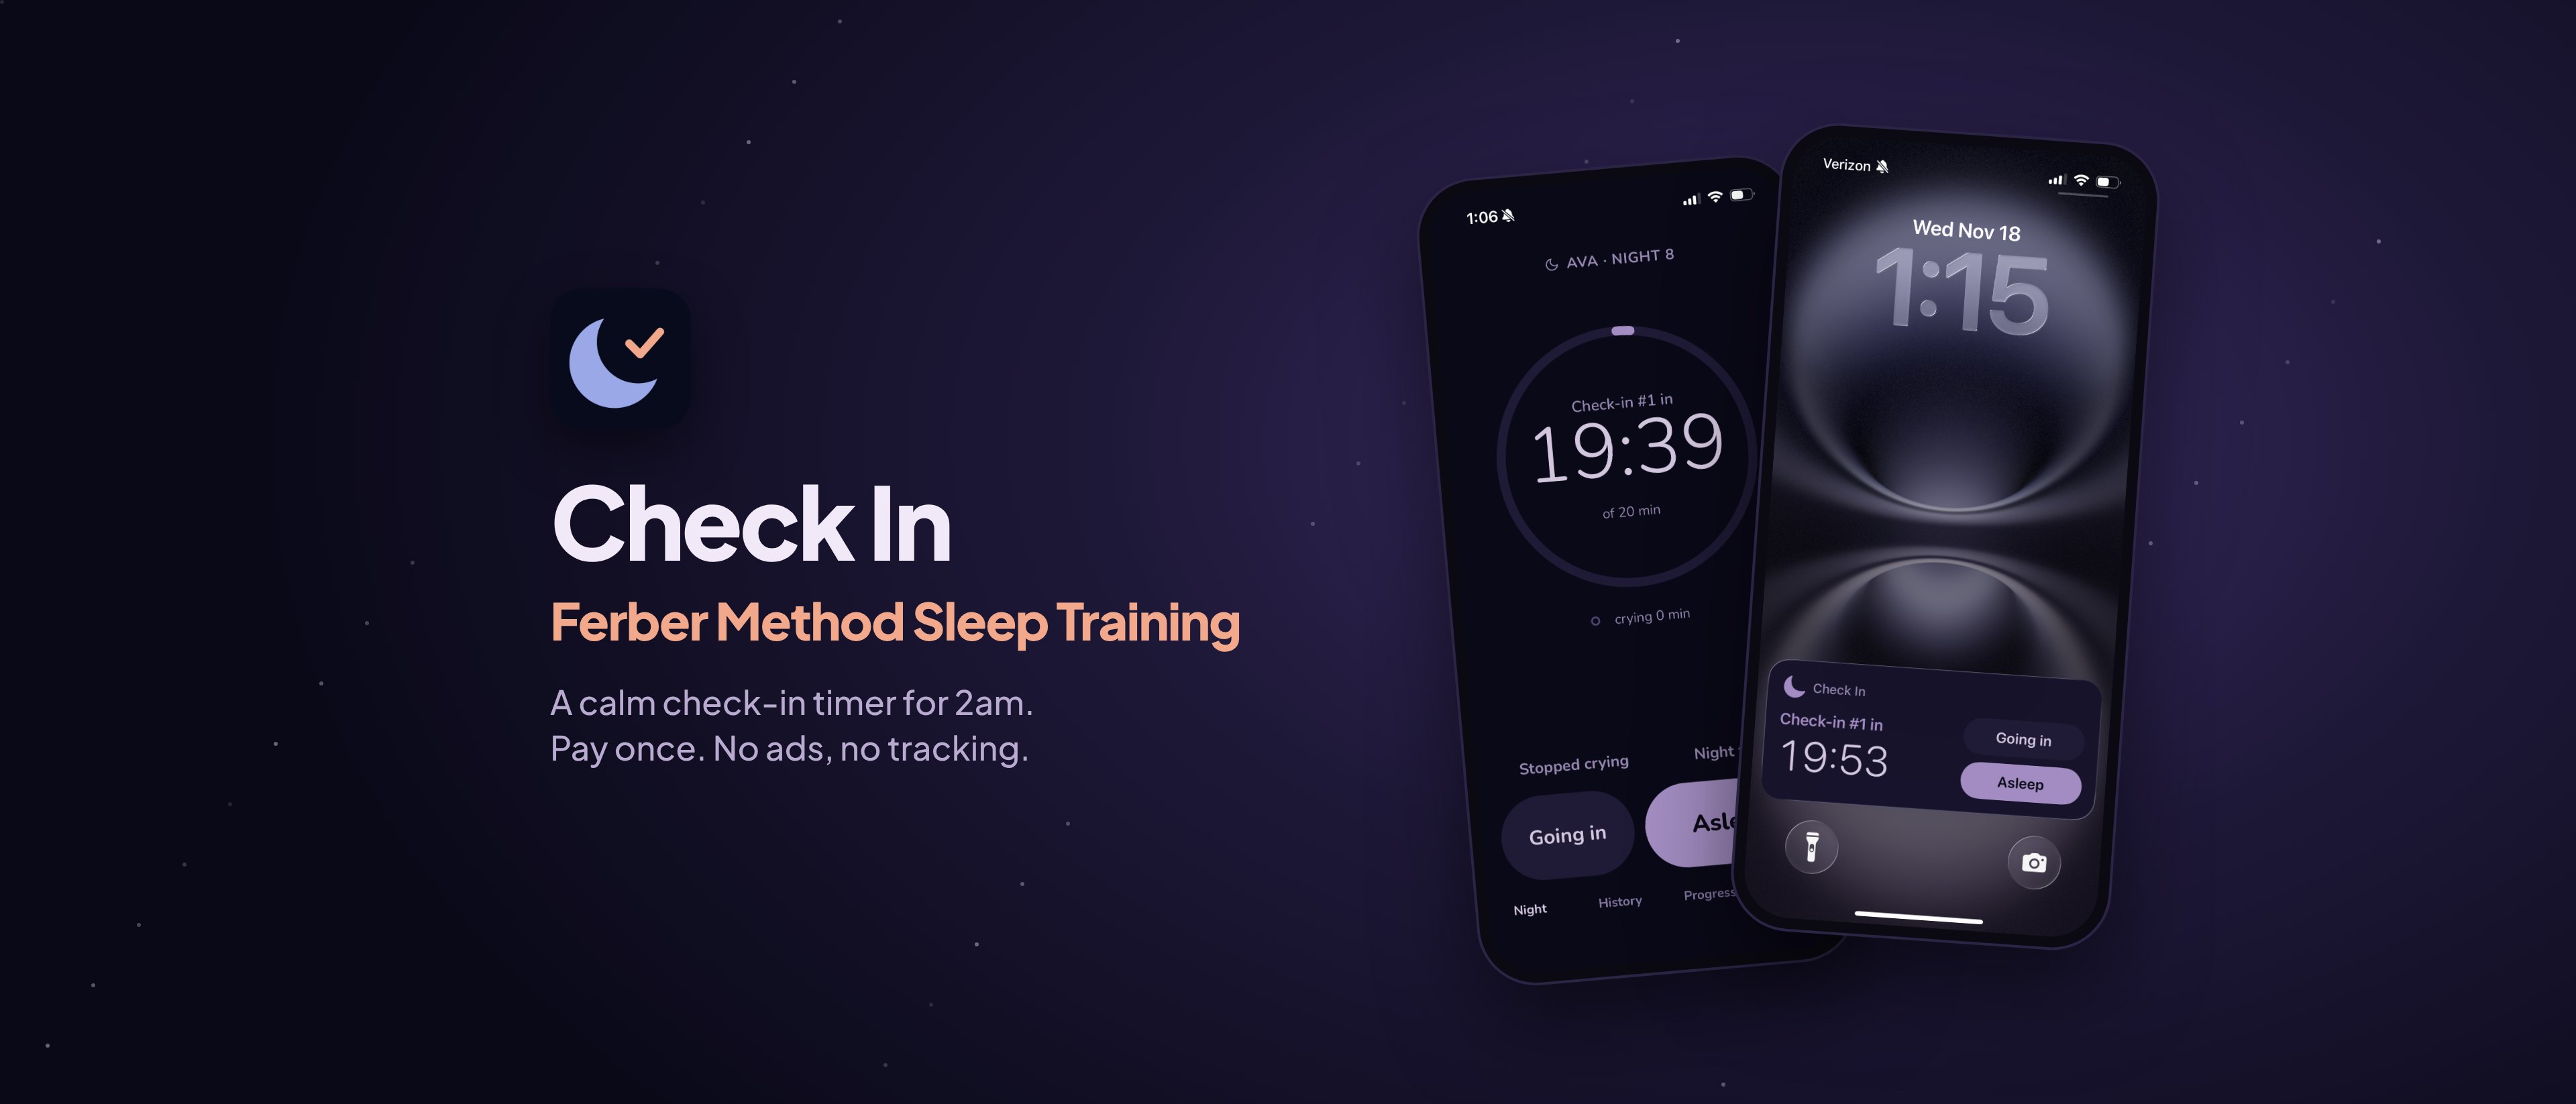 Check In
Ferber Method Sleep Training
A calm check-in timer for 2am.
Pay once. No ads, no tracking.
1:06
AVA · NIGHT 8
Check-in #1 in
19:39
of 20 min
crying 0 min
Stopped crying
Night
Going in
Asle
Night
History
Progress
Verizon
Wed Nov 18
1:15
Check In
Check-in #1 in
19:53
Going in
Asleep